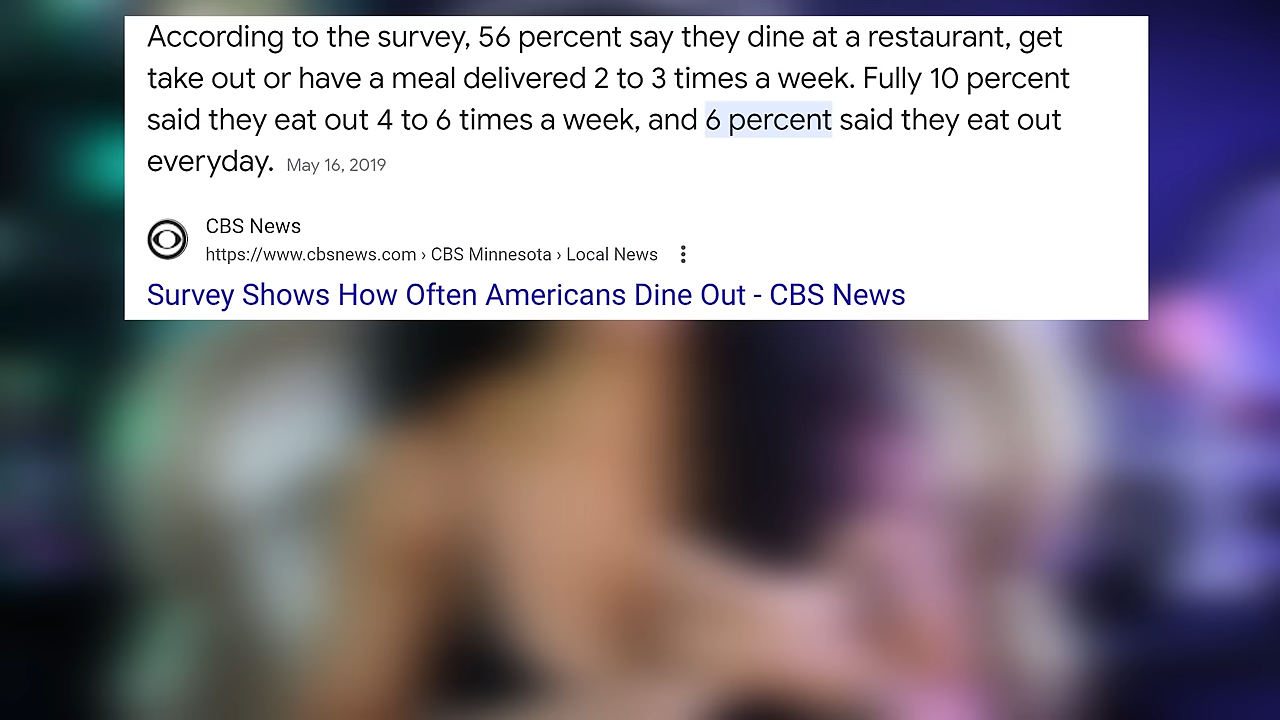 According to the survey, 56 percent say they dine at a restaurant, get
take out or have a meal delivered 2 to 3 times a week. Fully 10 percent
said they eat out 4 to 6 times a week, and 6 percent said they eat out
everyday. May 16, 2019
CBS News
https://www.cbsnews.com › CBS Minnesota › Local News
Survey Shows How Often Americans Dine Out - CBS News